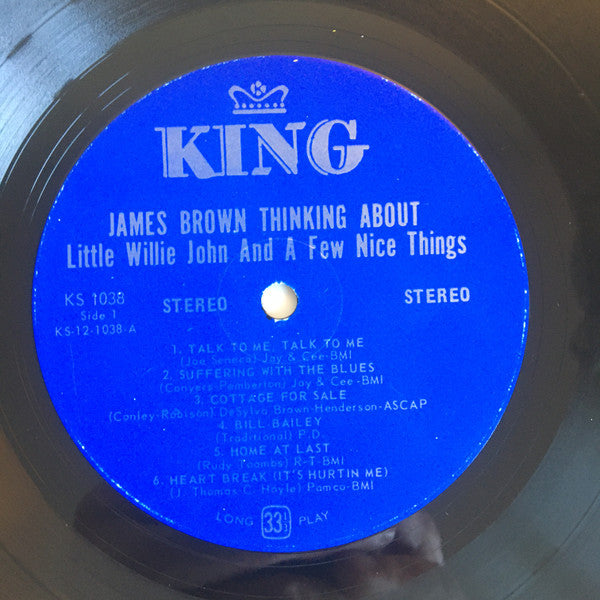 K
KING
JAMES BROWN THINKING ABOUT
Little Willie John And A Few Nice Things
KS 1038
Side 1
KS-12-1038-A
STEREO
STEREO
1. TALK TO ME, TALK TO ME
(Joe Seneca) Jay & Cee-BMI
2. SUFFERING WITH THE BLUES
(Conyers-Pemberton) Jay & Cee-BMI
3. COTTAGE FOR SALE
(Conley-Robison) DeSylva Brown-Henderson-ASCAP
4. BILL BAILEY
(Traditional) P.D.
5. HOME AT LAST
(Rudy Toombs) R-T-BMI
6. HEART BREAK (IT'S HURTIN ME)
(J. Thomas C. Hoyle) Pamco-BMI
LONG 33⅓ PLAY